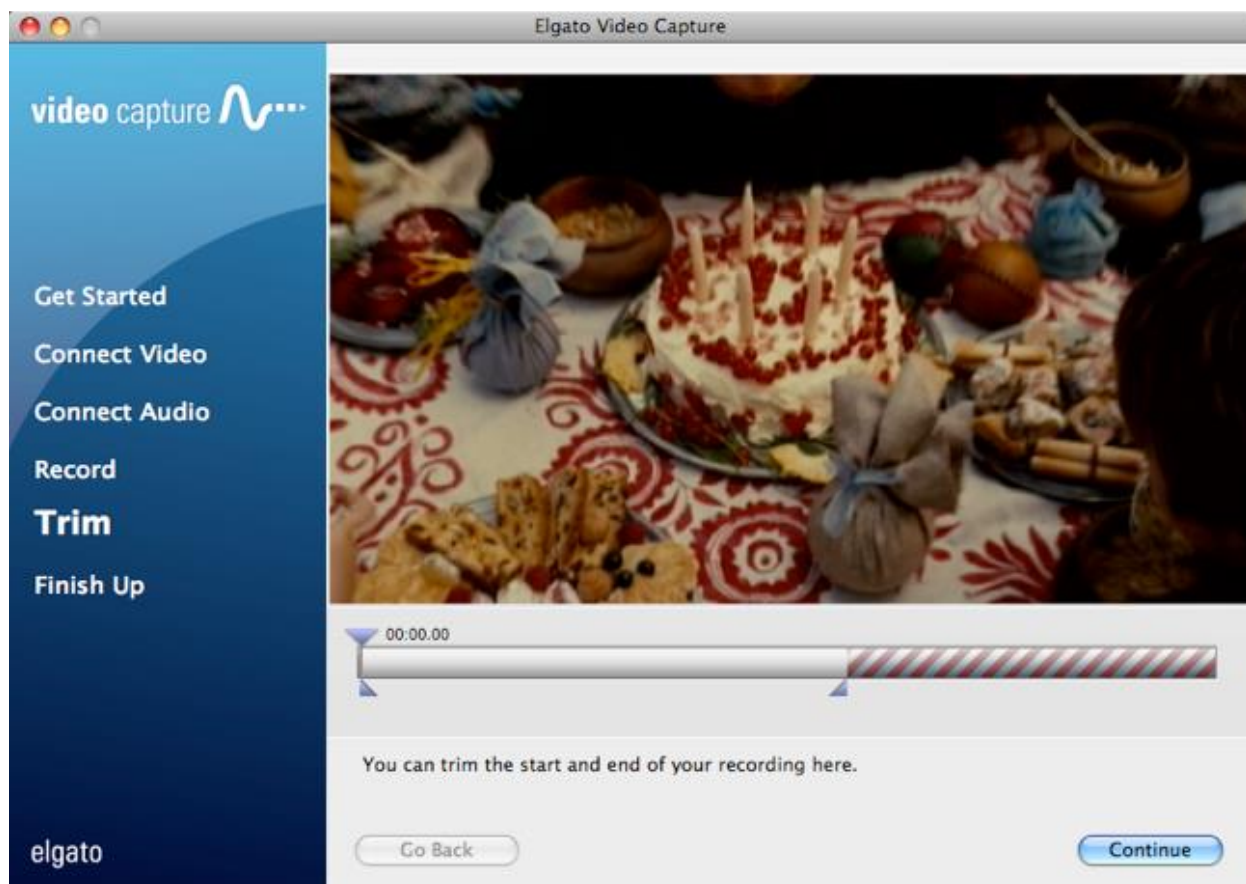 Elgato Video Capture
video capture
Get Started
Connect Video
Connect Audio
Record
Trim
Finish Up
elgato
00:00.00
You can trim the start and end of your recording here.
Go Back
Continue